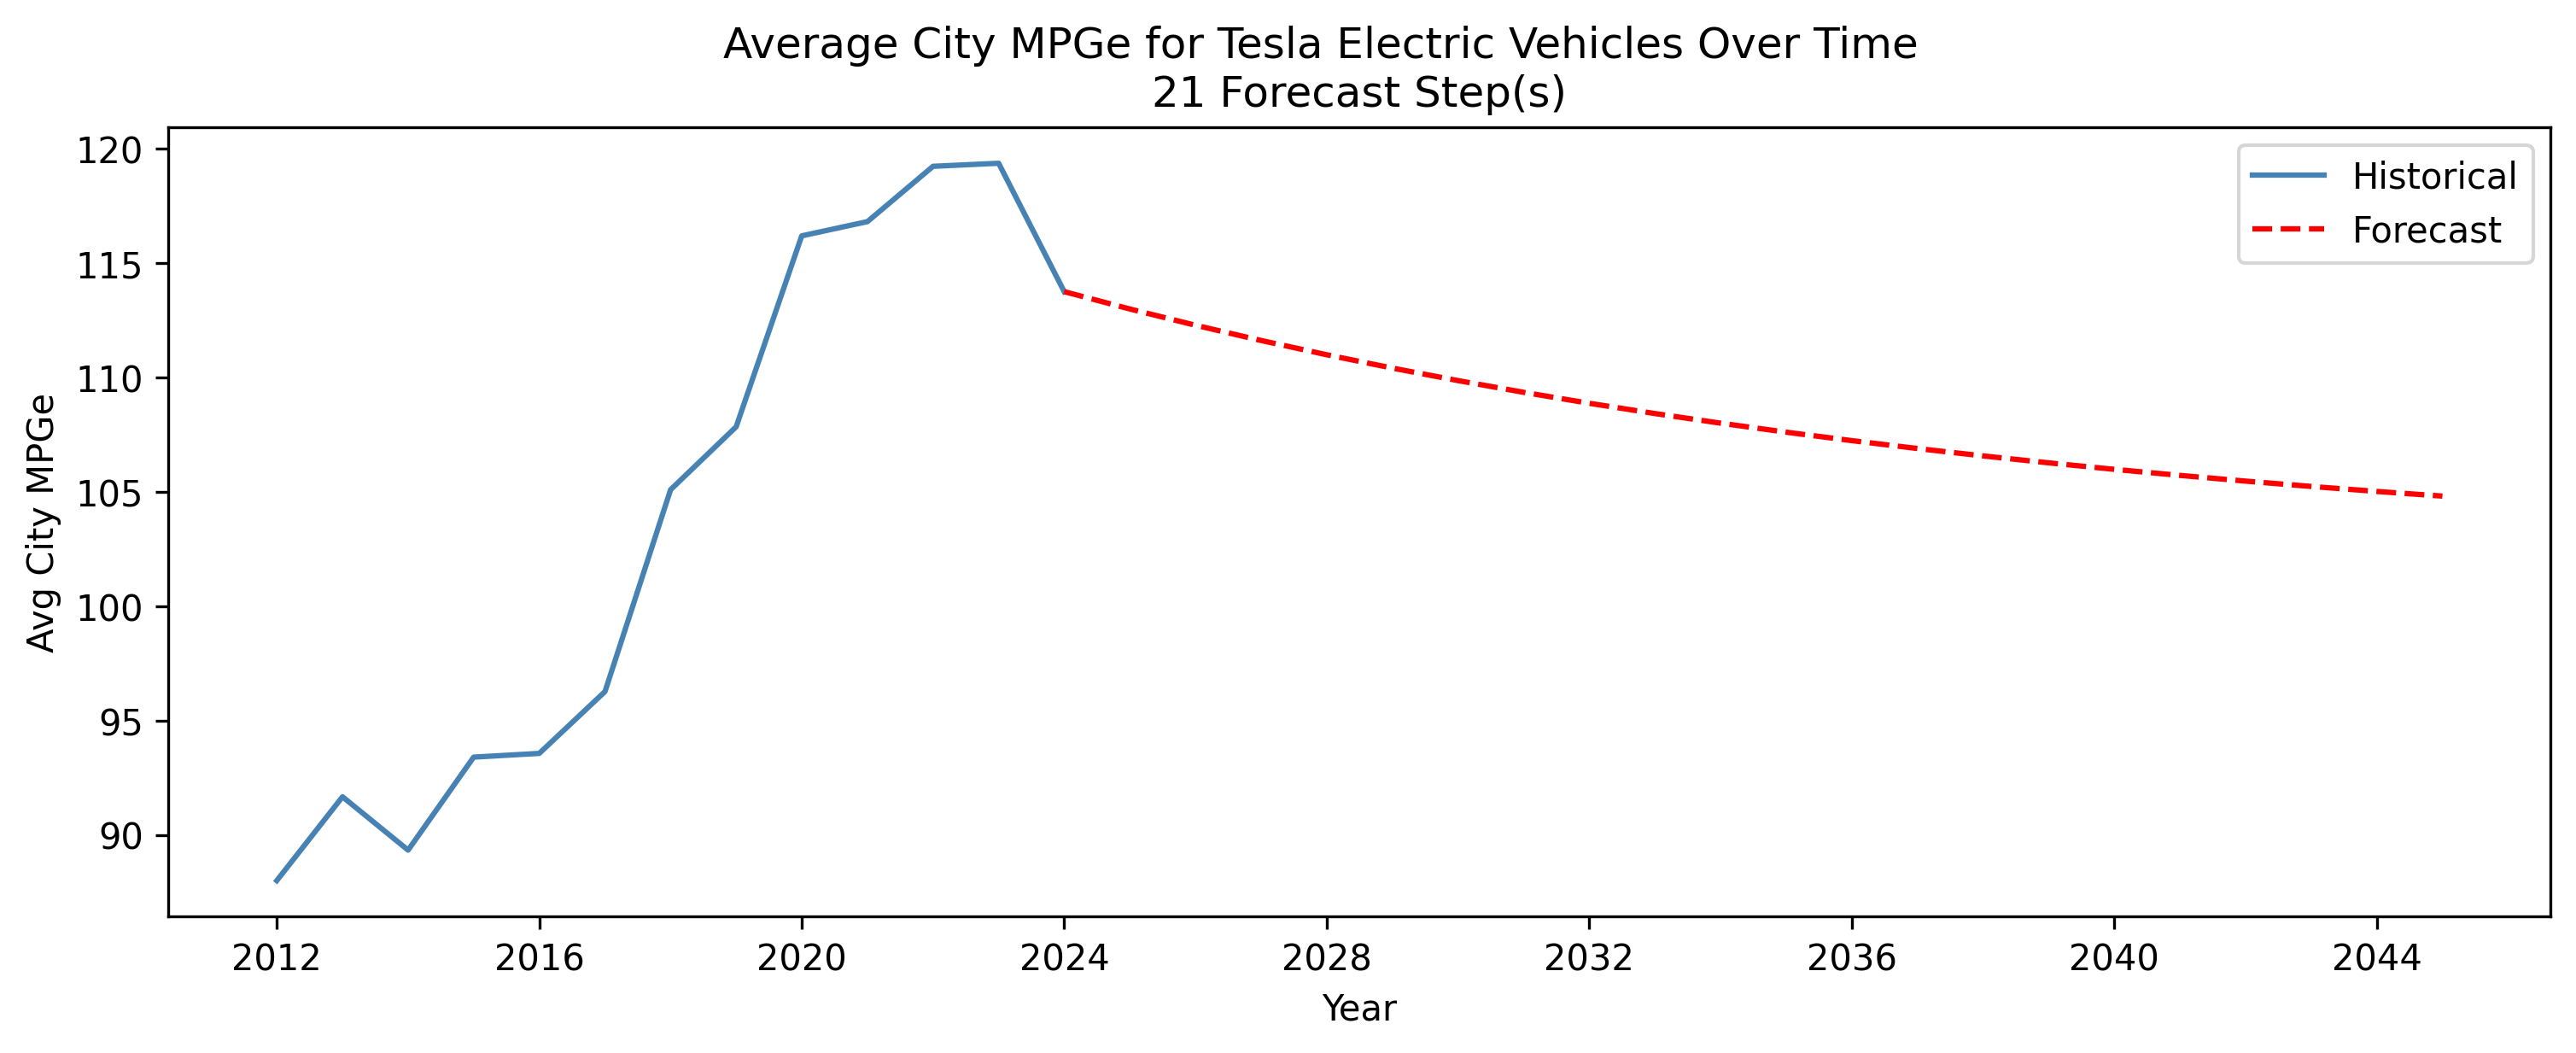 Average City MPGe for Tesla Electric Vehicles Over Time
21 Forecast Step(s)
Historical
Forecast
120
115
110
105
100
95
90
Avg City MPGe
2012
2016
2020
2024
2028
2032
2036
2040
2044
Year